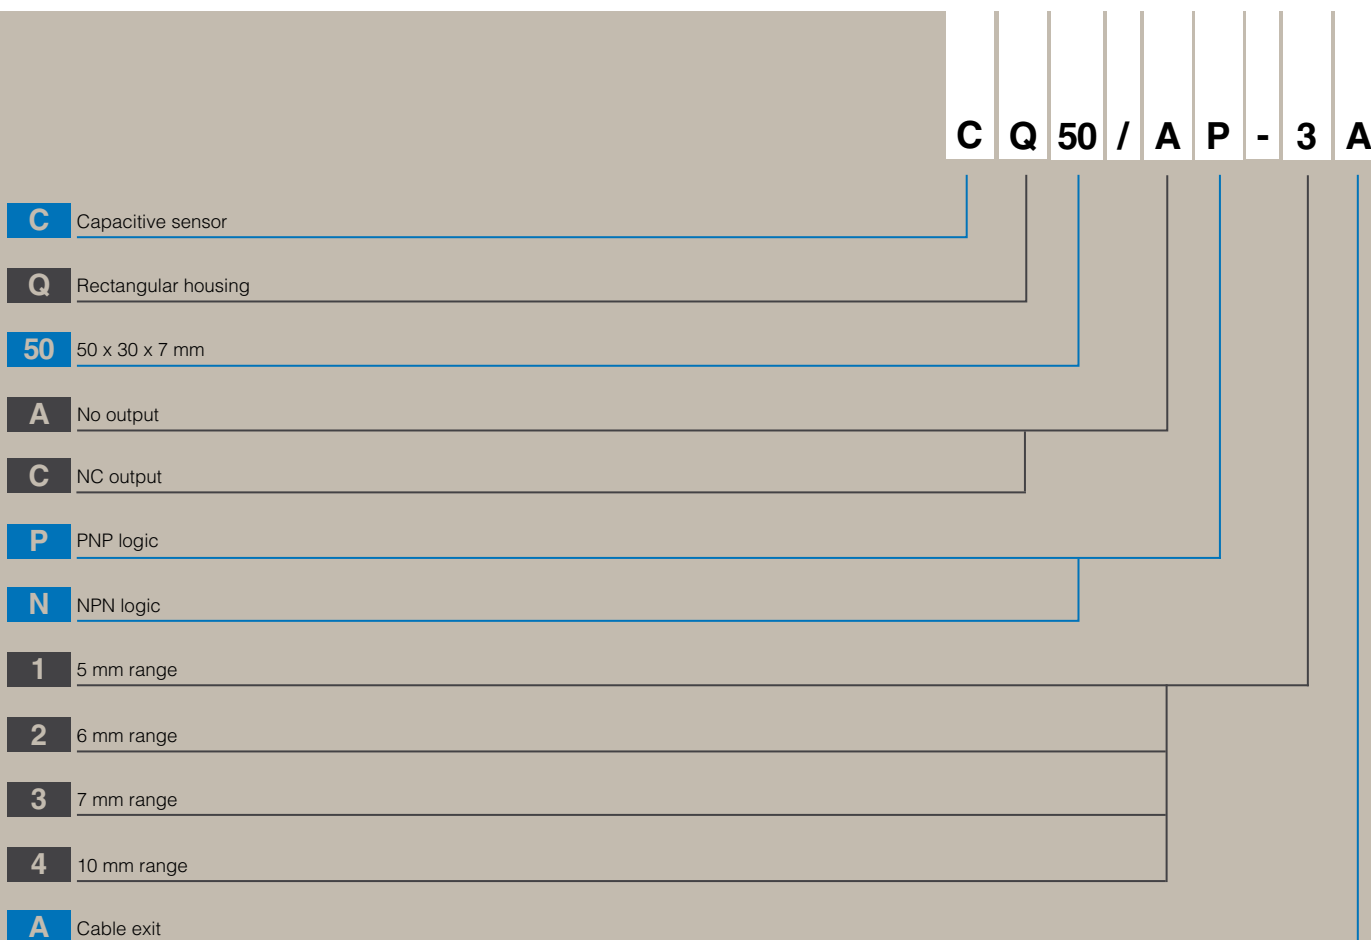 C Q 50 / A P - 3 A
C Capacitive sensor
Q Rectangular housing
50 50 x 30 x 7 mm
A No output
C NC output
P PNP logic
N NPN logic
1 5 mm range
2 6 mm range
3 7 mm range
4 10 mm range
A Cable exit